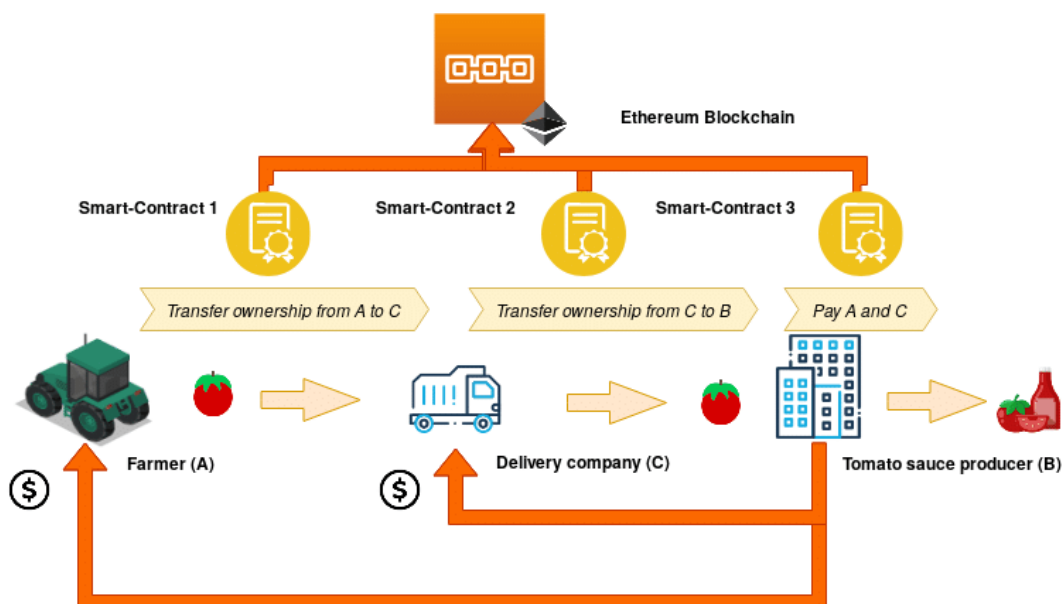 Ethereum Blockchain
Smart-Contract 1
Smart-Contract 2
Smart-Contract 3
Transfer ownership from A to C
Transfer ownership from C to B
Pay A and C
Farmer (A)
Delivery company (C)
Tomato sauce producer (B)
$
$